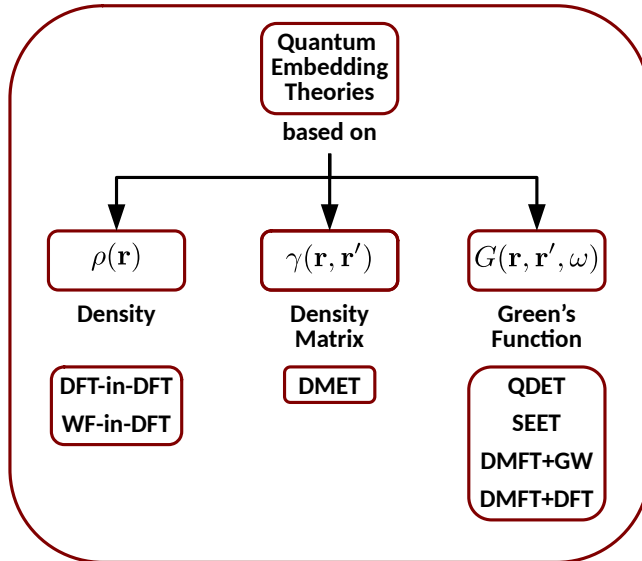 Quantum
Embedding
Theories
based on
ρ(r)
γ(r, r′)
G(r, r′, ω)
Density
Density
Matrix
Green's
Function
DFT-in-DFT
WF-in-DFT
DMET
QDET
SEET
DMFT+GW
DMFT+DFT